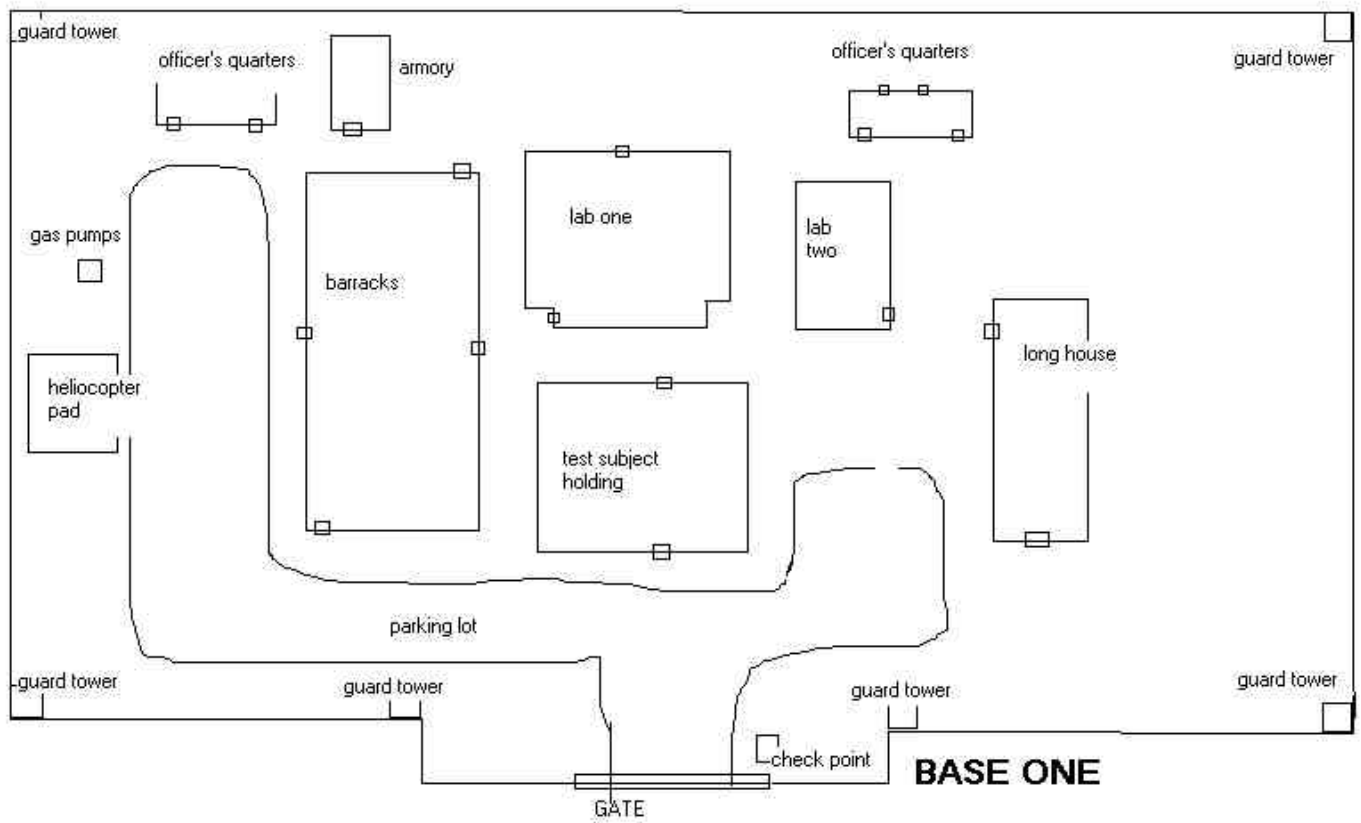 guard tower
officer's quarters
armory
officer's quarters
guard tower
gas pumps
lab one
lab
two
barracks
long house
heliocopter
pad
test subject
holding
parking lot
guard tower
guard tower
guard tower
guard tower
check point
BASE ONE
GATE